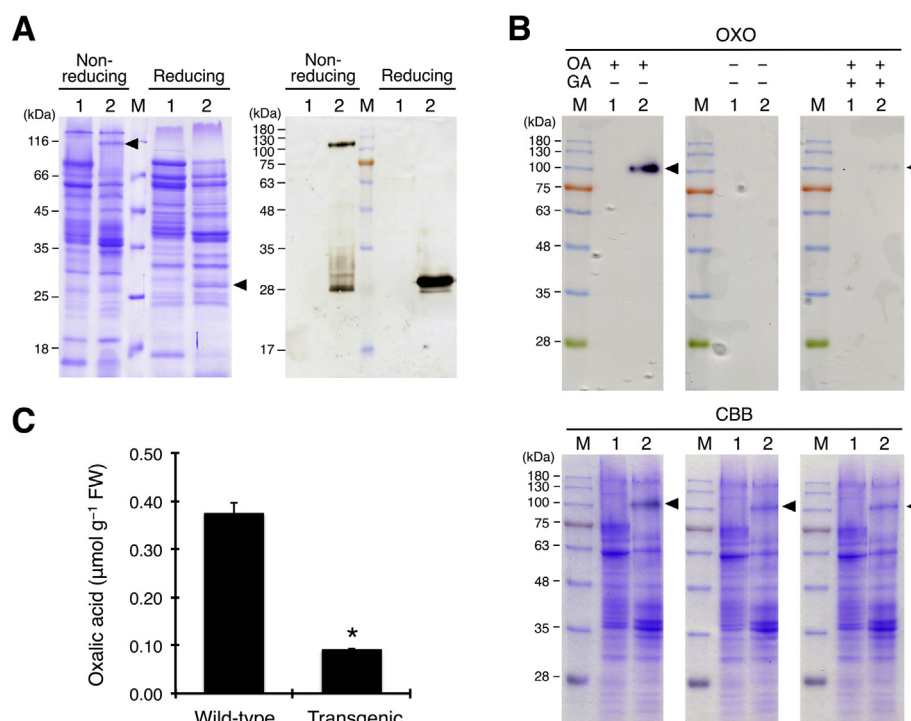 A
Non-
reducing
Reducing
1 2 M 1 2
(kDa)
116
66
45
35
25
18
Non-
reducing
Reducing
1 2 M 1 2
(kDa)
180
130
100
75
63
48
35
28
17
B
OXO
OA + + − − + +
GA − − − − + +
M 1 2 M 1 2 M 1 2
(kDa)
180
130
100
75
63
48
35
28
CBB
M 1 2 M 1 2 M 1 2
(kDa)
180
130
100
75
63
48
35
28
C
Oxalic acid (μmol g⁻¹ FW)
0.50
0.40
0.30
0.20
0.10
0.00
*
Wild-type Transgenic